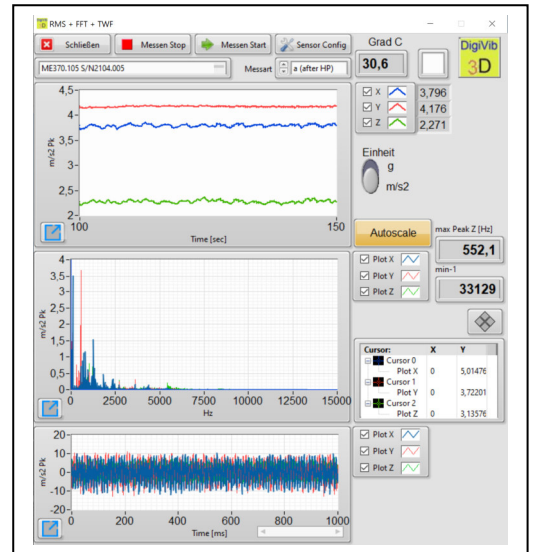 RMS + FFT + TWF
Schließen Messen Stop Messen Start Sensor Config
Grad C
30,6
DigiVib
3D
ME370.105 S/N2104.005
Messart a (after HP)
4,5
4
3,5
3
2,5
2
m/s2 Pk
100 150
Time [sec]
X 3,796
Y 4,176
Z 2,271
Einheit
g
m/s2
Autoscale
max Peak Z [Hz]
552,1
min-1
33129
4
3,5
3
2,5
2
1,5
1
0,5
0
m/s2 Pk
0 2500 5000 7500 10000 12500 15000
Hz
Plot X
Plot Y
Plot Z
Cursor: X Y
Cursor 0
Plot X 0 5,01476
Cursor 1
Plot Y 0 3,72201
Cursor 2
Plot Z 0 3,13576
20
10
0
-10
-20
m/s2 Pk
0 200 400 600 800 1000
Time [ms]
Plot X
Plot Y
Plot Z